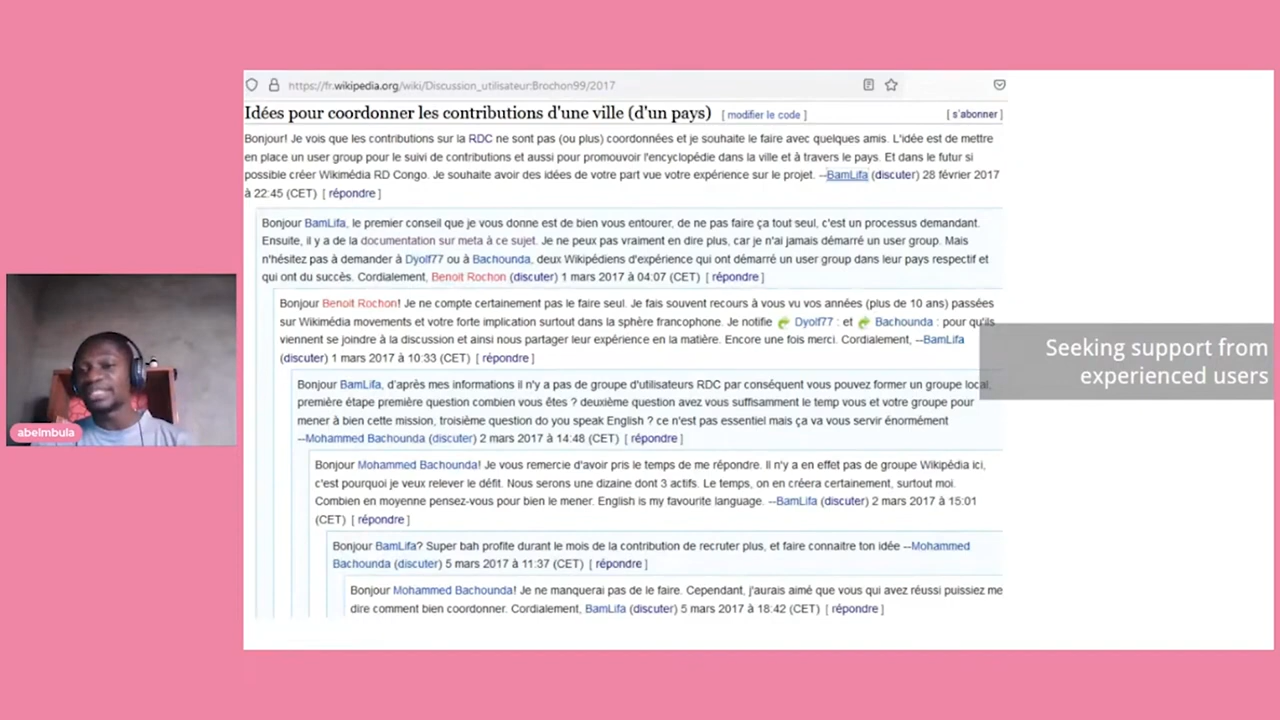 https://fr.wikipedia.org/wiki/Discussion_utilisateur:Brochon99/2017
Idées pour coordonner les contributions d'une ville (d'un pays) [ modifier le code ] [ s'abonner ]
Bonjour! Je vois que les contributions sur la RDC ne sont pas (ou plus) coordonnées et je souhaite le faire avec quelques amis. L'idée est de mettre
en place un user group pour le suivi de contributions et aussi pour promouvoir l'encyclopédie dans la ville et à travers le pays. Et dans le futur si
possible créer Wikimédia RD Congo. Je souhaite avoir des idées de votre part vue votre expérience sur le projet. --BamLifa (discuter) 28 février 2017
à 22:45 (CET) [ répondre ]
Bonjour BamLifa, le premier conseil que je vous donne est de bien vous entourer, de ne pas faire ça tout seul, c'est un processus demandant.
Ensuite, il y a de la documentation sur meta à ce sujet. Je ne peux pas vraiment en dire plus, car je n'ai jamais démarré un user group. Mais
n'hésitez pas à demander à Dyolf77 ou à Bachounda, deux Wikipédiens d'expérience qui ont démarré un user group dans leur pays respectif et
qui ont du succès. Cordialement, Benoit Rochon (discuter) 1 mars 2017 à 04:07 (CET) [ répondre ]
Bonjour Benoit Rochon! Je ne compte certainement pas le faire seul. Je fais souvent recours à vous vu vos années (plus de 10 ans) passées
sur Wikimédia movements et votre forte implication surtout dans la sphère francophone. Je notifie Dyolf77 : et Bachounda : pour qu'ils
viennent se joindre à la discussion et ainsi nous partager leur expérience en la matière. Encore une fois merci. Cordialement, --BamLifa
(discuter) 1 mars 2017 à 10:33 (CET) [ répondre ]
Seeking support from
experienced users
Bonjour BamLifa, d'après mes informations il n'y a pas de groupe d'utilisateurs RDC par conséquent vous pouvez former un groupe local,
première étape première question combien vous êtes ? deuxième question avez vous suffisamment le temp vous et votre groupe pour
mener à bien cette mission, troisième question do you speak English ? ce n'est pas essentiel mais ça va vous servir énormément
--Mohammed Bachounda (discuter) 2 mars 2017 à 14:48 (CET) [ répondre ]
abeimbula
Bonjour Mohammed Bachounda! Je vous remercie d'avoir pris le temps de me répondre. Il n'y a en effet pas de groupe Wikipédia ici,
c'est pourquoi je veux relever le défit. Nous serons une dizaine dont 3 actifs. Le temps, on en créera certainement, surtout moi.
Combien en moyenne pensez-vous pour bien le mener. English is my favourite language. --BamLifa (discuter) 2 mars 2017 à 15:01
(CET) [ répondre ]
Bonjour BamLifa? Super bah profite durant le mois de la contribution de recruter plus, et faire connaitre ton idée --Mohammed
Bachounda (discuter) 5 mars 2017 à 11:37 (CET) [ répondre ]
Bonjour Mohammed Bachounda! Je ne manquerai pas de le faire. Cependant, j'aurais aimé que vous qui avez réussi puissiez me
dire comment bien coordonner. Cordialement, BamLifa (discuter) 5 mars 2017 à 18:42 (CET) [ répondre ]